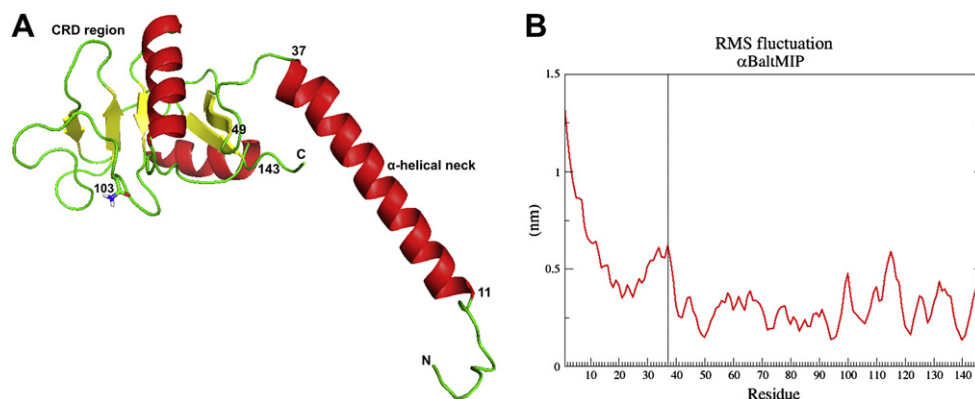 A
CRD region
37
49
C
143
α-helical neck
103
11
N
B
RMS fluctuation
αBaltMIP
1.5
1
(nm)
0.5
0
10 20 30 40 50 60 70 80 90 100 110 120 130 140
Residue